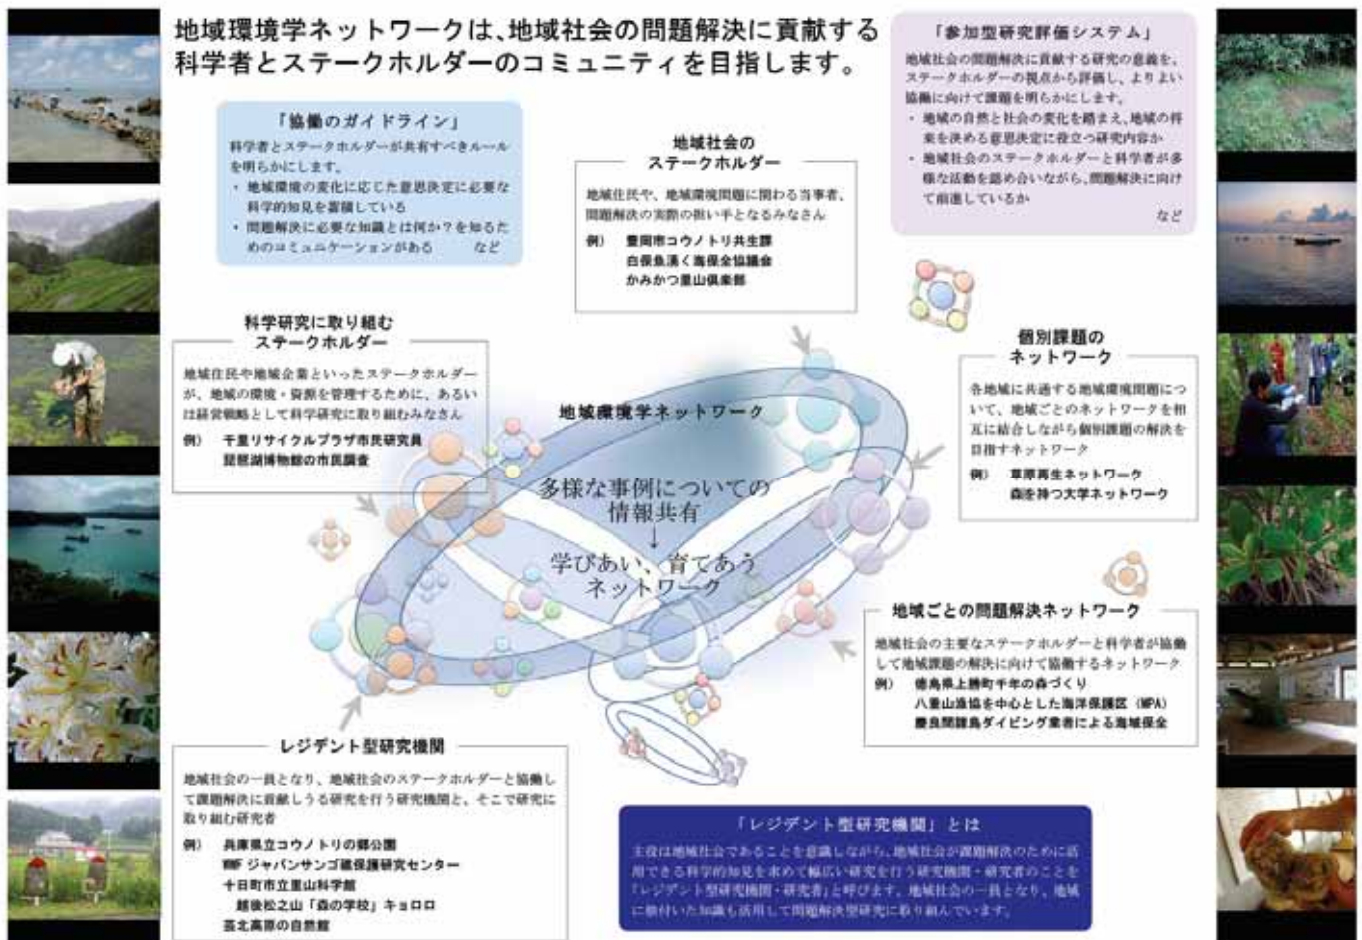 地域環境学ネットワークは、地域社会の問題解決に貢献する
科学者とステークホルダーのコミュニティを目指します。
「協働のガイドライン」
科学者とステークホルダーが共有すべきルール
を明らかにします。
・ 地域環境の変化に応じた意思決定に必要な
科学的知見を蓄積している
・ 問題解決に必要な知識とは何か？を知るた
めのコミュニケーションがある など
「参加型研究評価システム」
地域社会の問題解決に貢献する研究の意義を、
ステークホルダーの視点から評価し、よりよい
協働に向けて課題を明らかにします。
・ 地域の自然と社会の変化を踏まえ、地域の将
来を決める意思決定に役立つ研究内容か
・ 地域社会のステークホルダーと科学者が多
様な活動を認め合いながら、問題解決に向け
て前進しているか
など
地域社会の
ステークホルダー
地域住民や、地域環境問題に関わる当事者、
問題解決の実際の担い手となるみなさん
例） 豊岡市コウノトリ共生課
白保魚湧く海保全協議会
かみかつ里山倶楽部
科学研究に取り組む
ステークホルダー
地域住民や地域企業といったステークホルダー
が、地域の環境・資源を管理するために、あるい
は経営戦略として科学研究に取り組むみなさん
例） 千里リサイクルプラザ市民研究員
琵琶湖博物館の市民調査
個別課題の
ネットワーク
各地域に共通する地域環境問題につ
いて、地域ごとのネットワークを相
互に結合しながら個別課題の解決を
目指すネットワーク
例） 草原再生ネットワーク
森を持つ大学ネットワーク
地域環境学ネットワーク
多様な事例についての
情報共有
↓
学びあい、育てあう
ネットワーク
地域ごとの問題解決ネットワーク
地域社会の主要なステークホルダーと科学者が協働
して地域課題の解決に向けて協働するネットワーク
例） 徳島県上勝町千年の森づくり
八重山漁協を中心とした海洋保護区（MPA）
慶良間諸島ダイビング業者による海域保全
レジデント型研究機関
地域社会の一員となり、地域社会のステークホルダーと協働し
て課題解決に貢献しうる研究を行う研究機関と、そこで研究に
取り組む研究者
例） 兵庫県立コウノトリの郷公園
WWF ジャパンサンゴ礁保護研究センター
十日町市立里山科学館
越後松之山「森の学校」キョロロ
芸北高原の自然館
「レジデント型研究機関」とは
主役は地域社会であることを意識しながら、地域社会が課題解決のために活
用できる科学的知見を求めて幅広い研究を行う研究機関・研究者のことを
「レジデント型研究機関・研究者」と呼びます。地域社会の一員となり、地域
に根付いた知識も活用して問題解決型研究に取り組んでいます。